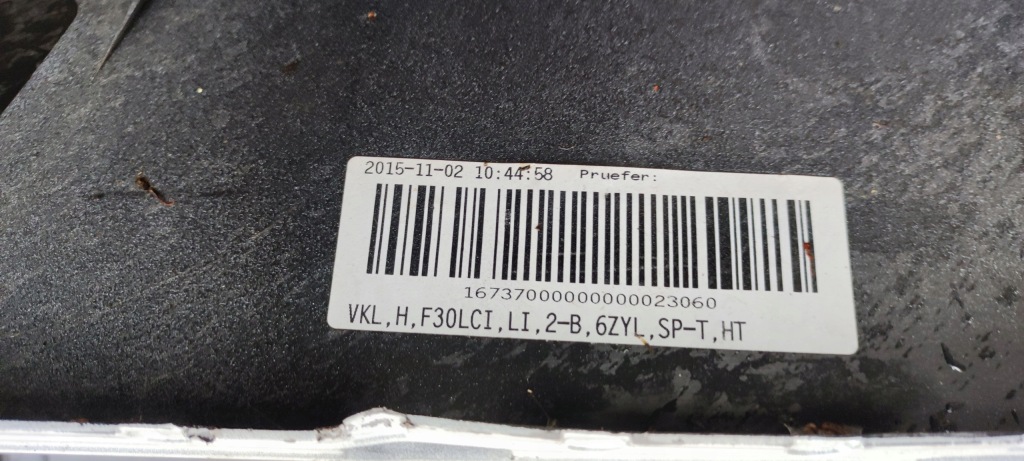 2015-11-02 10:44:58 Pruefer:
16737000000000023060
VKL,H,F30LCI,LI,2-B,6ZYL,SP-T,HT